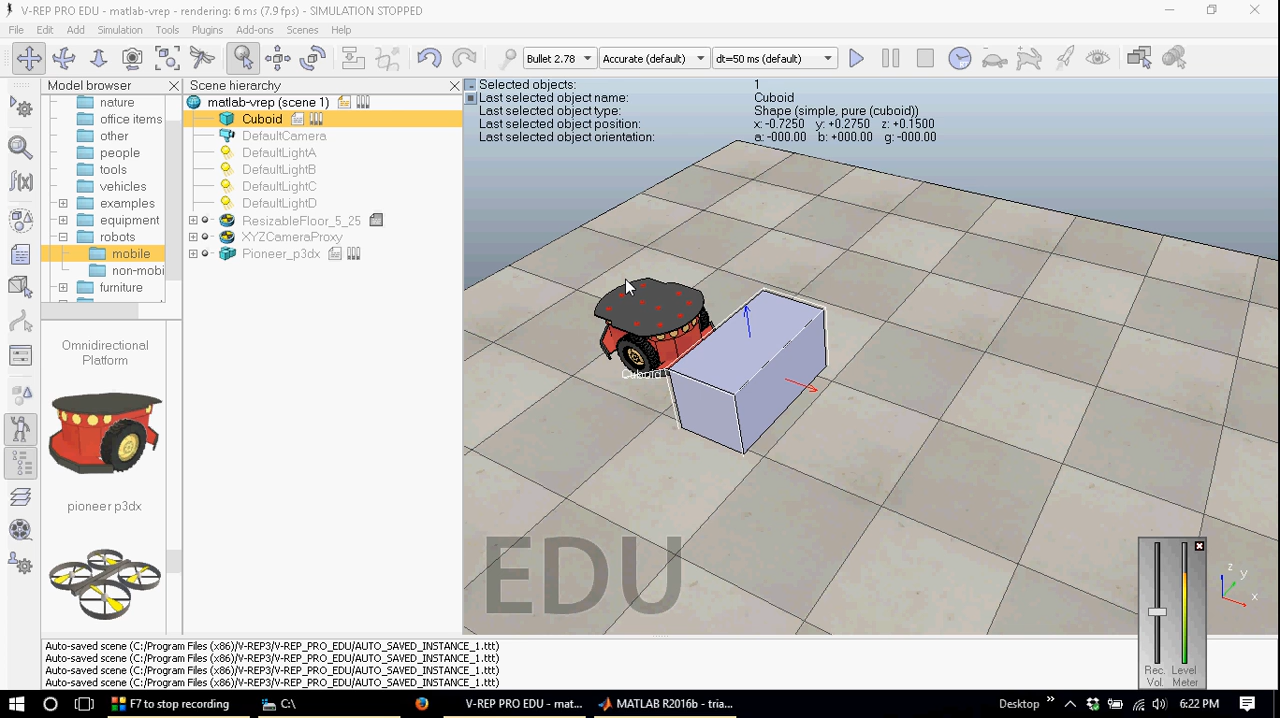 V-REP PRO EDU - matlab-vrep - rendering: 6 ms (7.9 fps) - SIMULATION STOPPED
File Edit Add Simulation Tools Plugins Add-ons Scenes Help
Bullet 2.78 Accurate (default) dt=50 ms (default)
f(x)
Model browser
nature
office items
other
people
tools
vehicles
examples
equipment
robots
mobile
non-mobi
furniture
Omnidirectional
Platform
pioneer p3dx
Scene hierarchy
matlab-vrep (scene 1)
Cuboid
DefaultCamera
DefaultLightA
DefaultLightB
DefaultLightC
DefaultLightD
ResizableFloor_5_25
XYZCameraProxy
Pioneer_p3dx
Selected objects: 1
Last selected object name: Cuboid
Last selected object type: Shape (simple, pure (cuboid))
Last selected object position: x: -0.7250 y: +0.2750 z: +0.1500
Last selected object orientation: a: -000.00 b: +000.00 g: -000.00
Cuboid
EDU
z
y
x
Rec. Level
Vol. Meter
Auto-saved scene (C:/Program Files (x86)/V-REP3/V-REP_PRO_EDU/AUTO_SAVED_INSTANCE_1.ttt)
Auto-saved scene (C:/Program Files (x86)/V-REP3/V-REP_PRO_EDU/AUTO_SAVED_INSTANCE_1.ttt)
Auto-saved scene (C:/Program Files (x86)/V-REP3/V-REP_PRO_EDU/AUTO_SAVED_INSTANCE_1.ttt)
Auto-saved scene (C:/Program Files (x86)/V-REP3/V-REP_PRO_EDU/AUTO_SAVED_INSTANCE_1.ttt)
F7 to stop recording C:\ V-REP PRO EDU - mat... MATLAB R2016b - tria... Desktop 6:22 PM